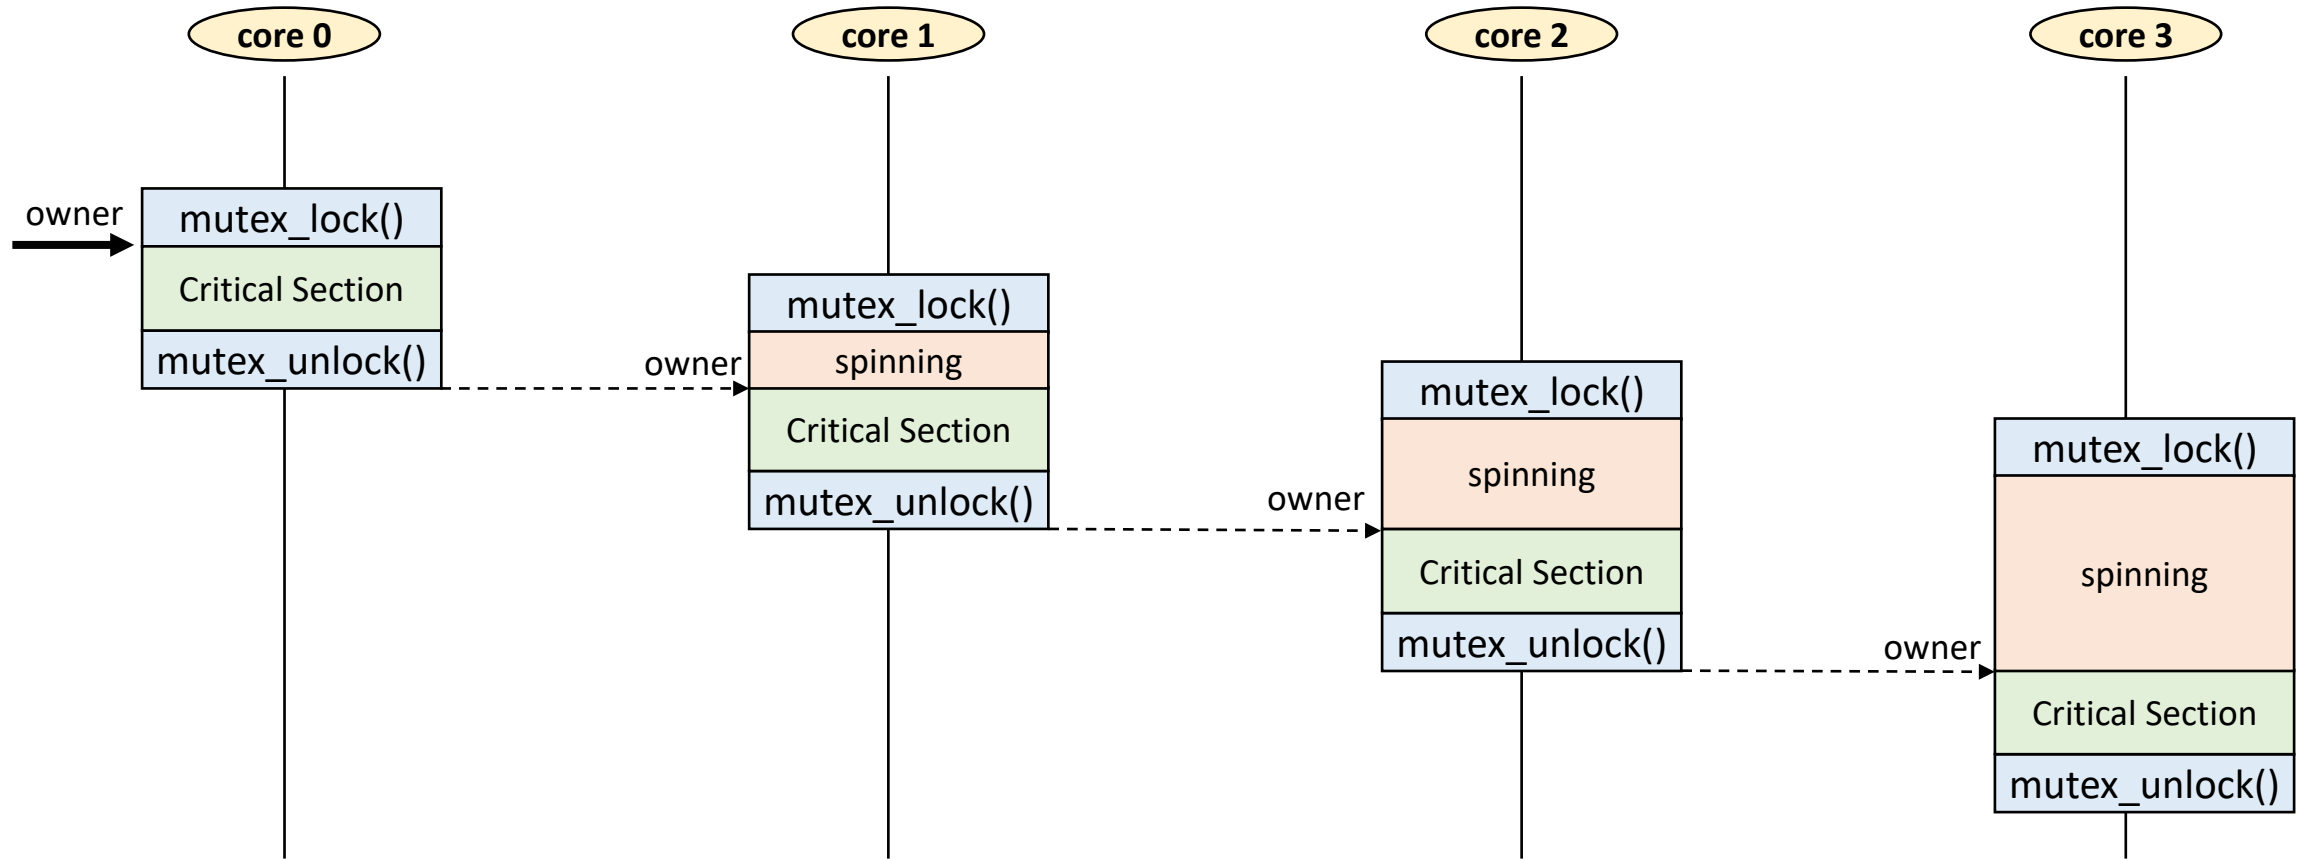 core 0
core 1
core 2
core 3
owner
mutex_lock()
Critical Section
mutex_unlock()
mutex_lock()
owner
spinning
Critical Section
mutex_unlock()
mutex_lock()
owner
spinning
Critical Section
mutex_unlock()
mutex_lock()
owner
spinning
Critical Section
mutex_unlock()